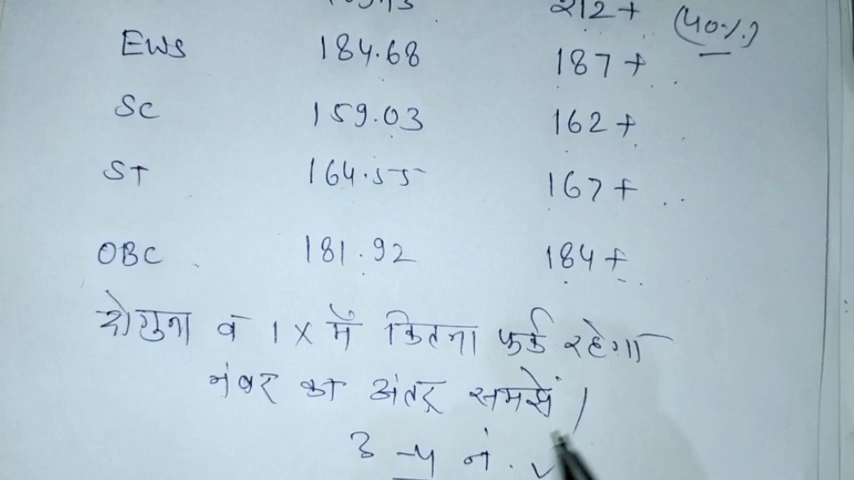 212+ (40%)
EWS 184.68 187+
SC 159.03 162+
ST 164.55 167+
OBC 181.92 184+
दोगुना व 1X में कितना फर्क रहेगा
नंबर का अंतर समझें।
3-4 नं.